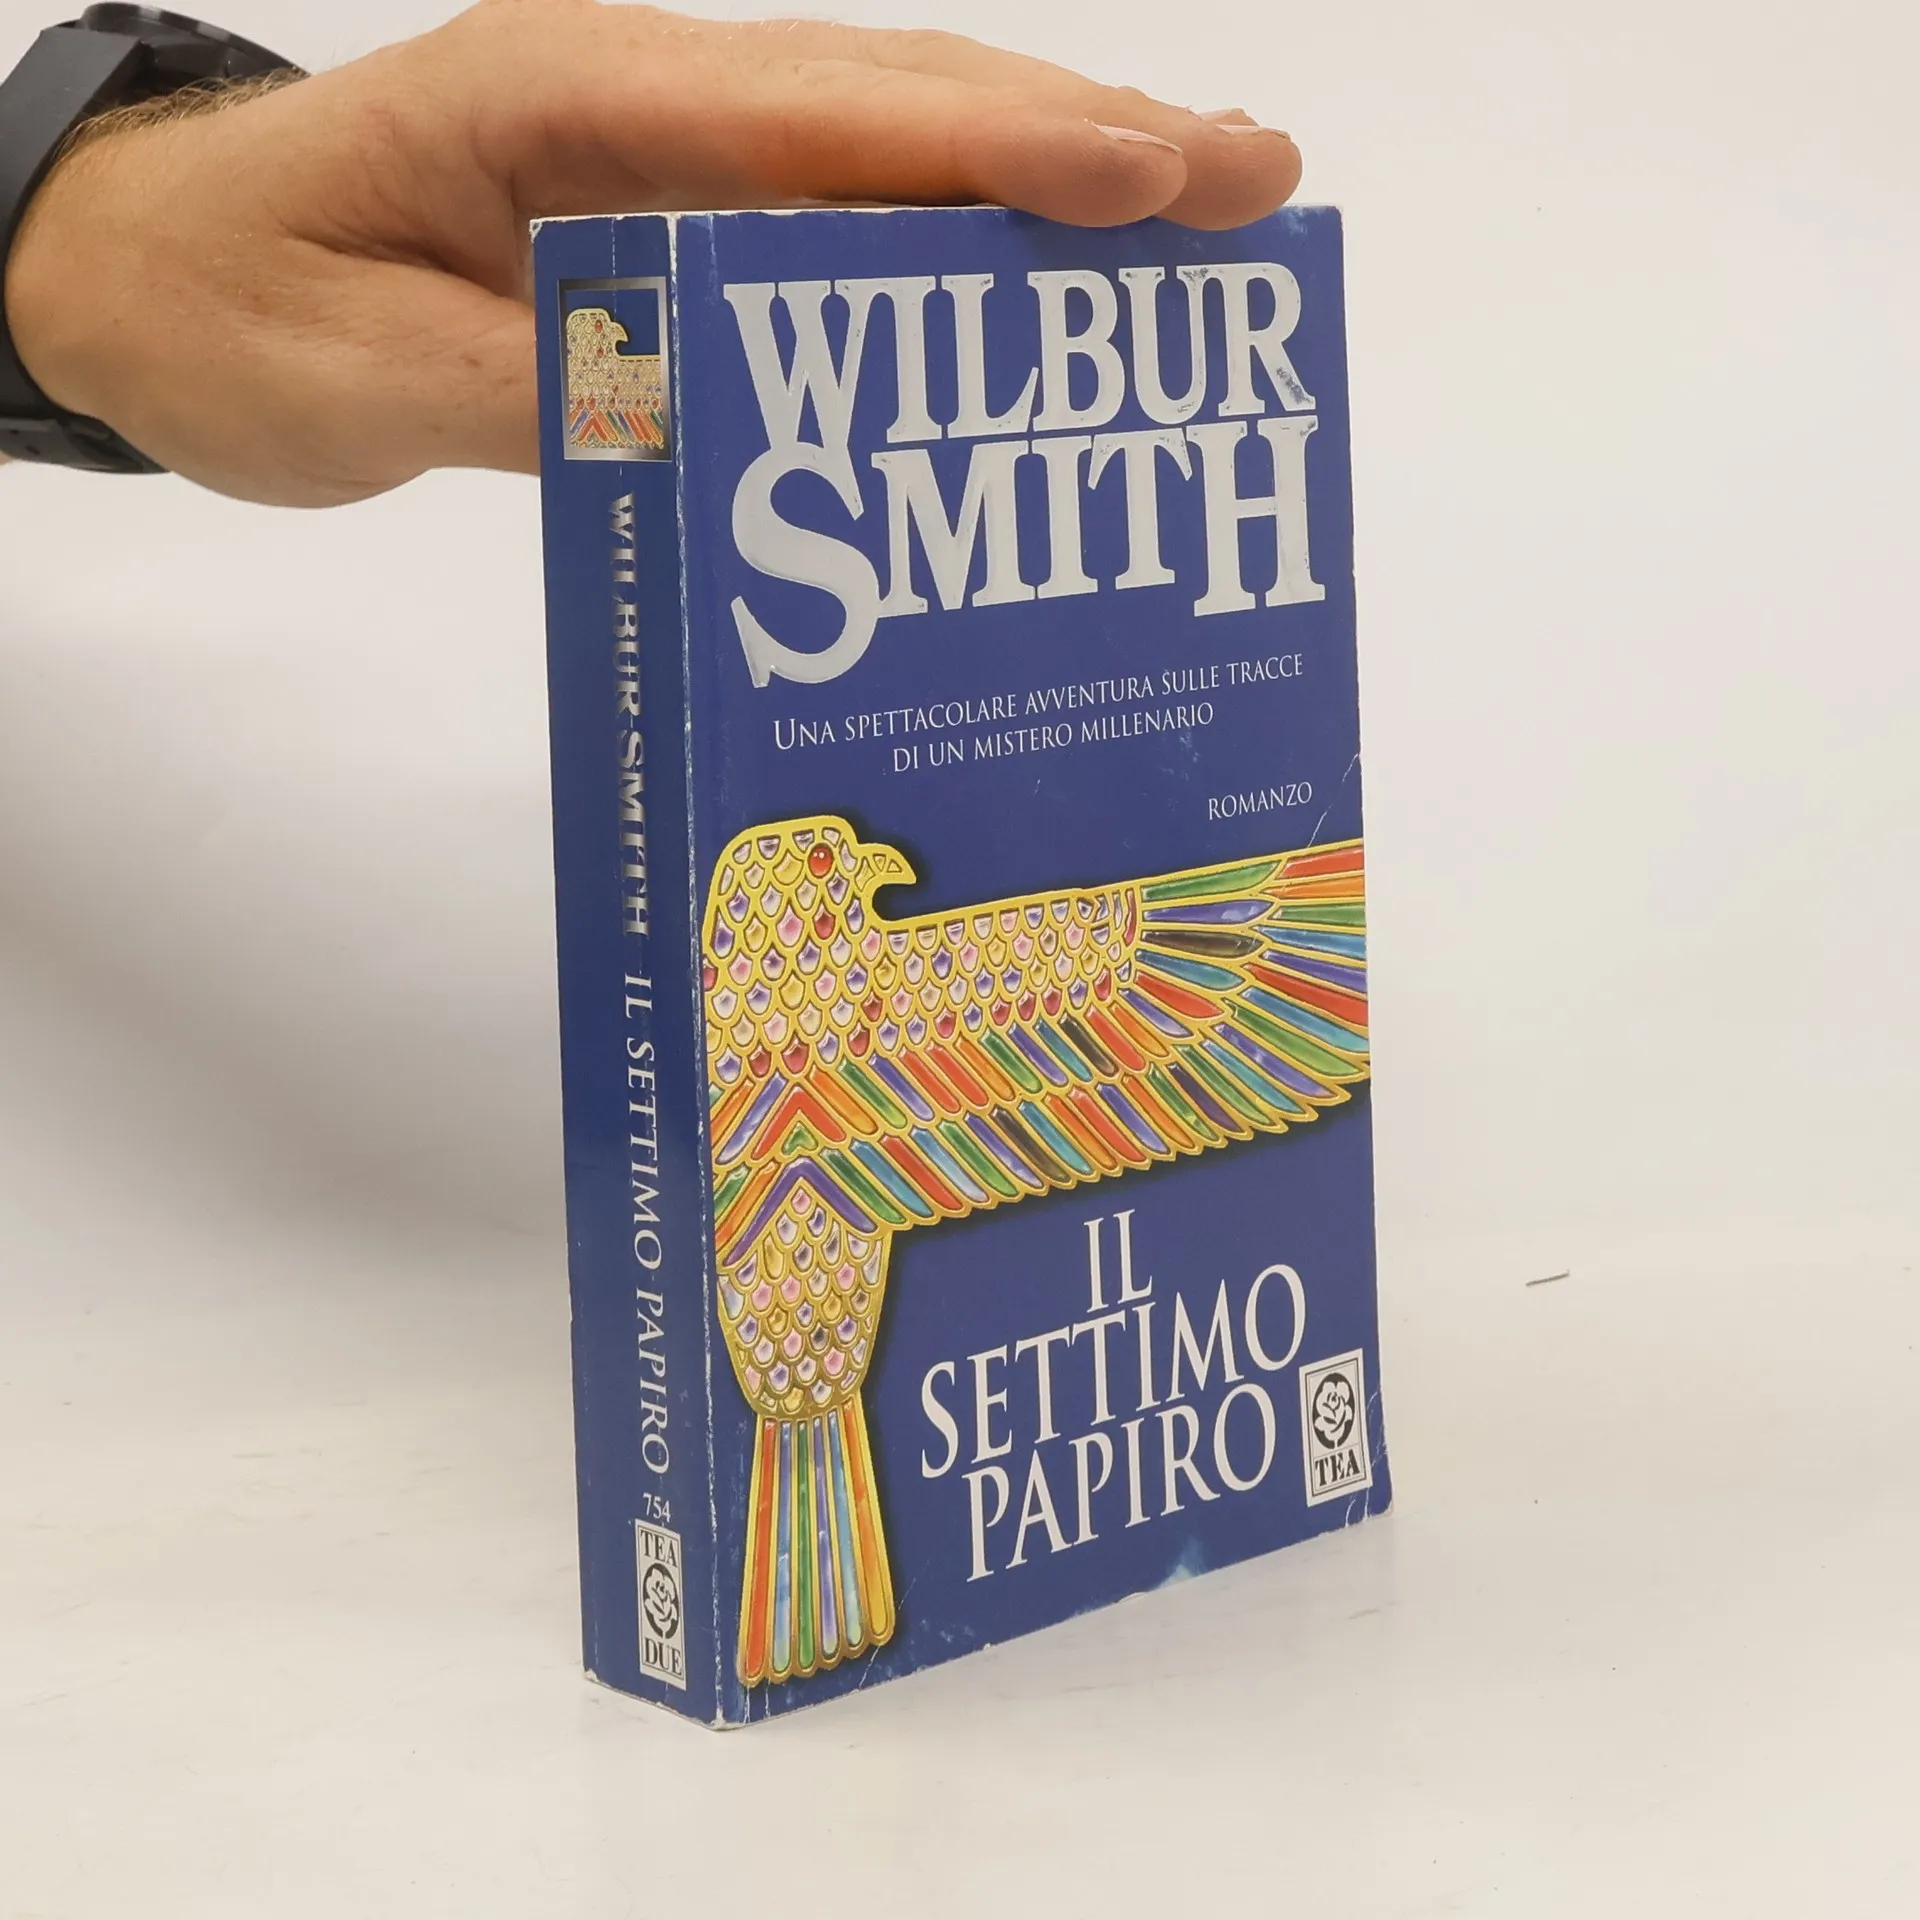 WILBUR
SMITH
UNA SPETTACOLARE AVVENTURA SULLE TRACCE
DI UN MISTERO MILLENARIO
ROMANZO
IL
SETTIMO
PAPIRO
TEA
WILBUR SMITH IL SETTIMO PAPIRO
754
TEA
DUE